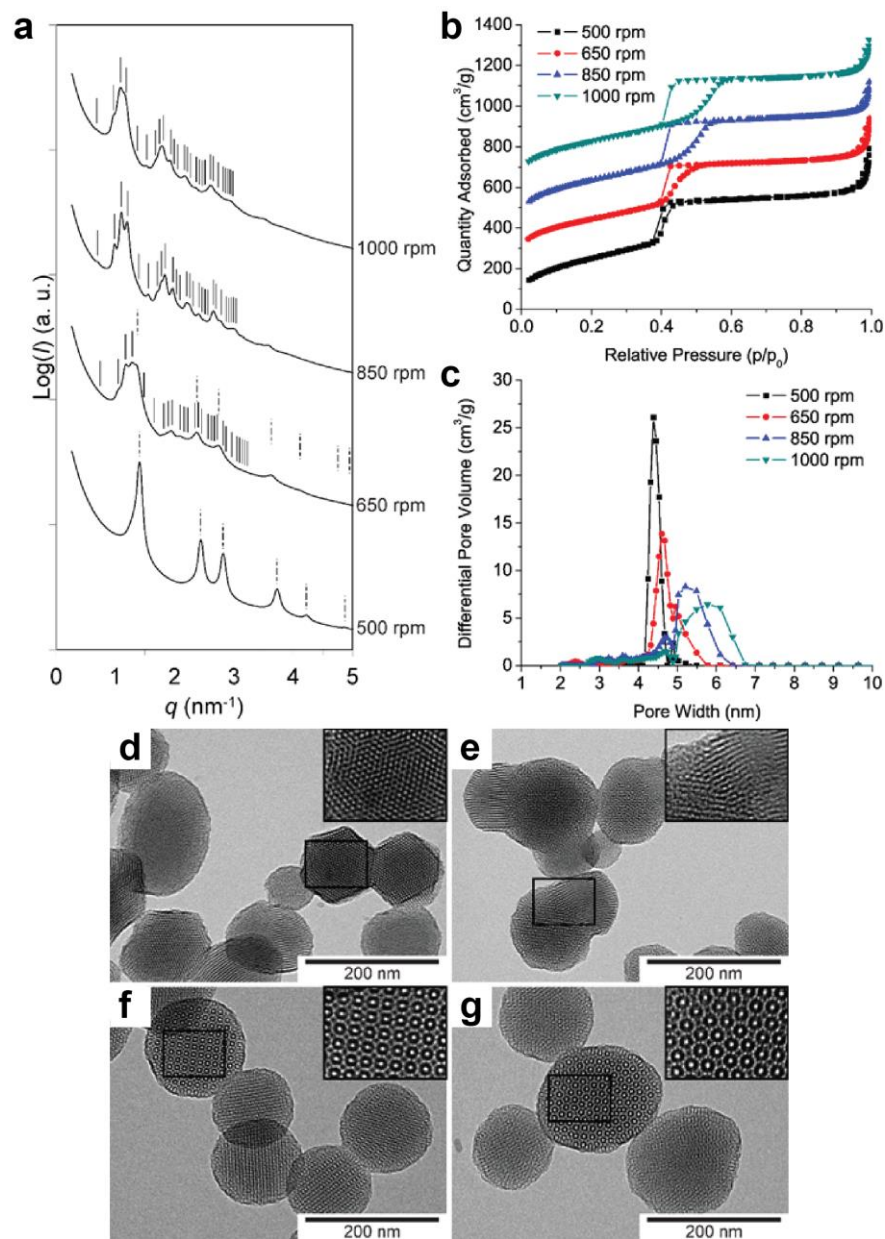 a
Log(I) (a. u.)
1000 rpm
850 rpm
650 rpm
500 rpm
0 1 2 3 4 5
q (nm-1)
b
Quantity Adsorbed (cm3/g)
1400
1200
1000
800
600
400
200
0
500 rpm
650 rpm
850 rpm
1000 rpm
0.0 0.2 0.4 0.6 0.8 1.0
Relative Pressure (p/p0)
c
Differential Pore Volume (cm3/g)
30
25
20
15
10
5
0
500 rpm
650 rpm
850 rpm
1000 rpm
1 2 3 4 5 6 7 8 9 10
Pore Width (nm)
d
200 nm
e
200 nm
f
200 nm
g
200 nm